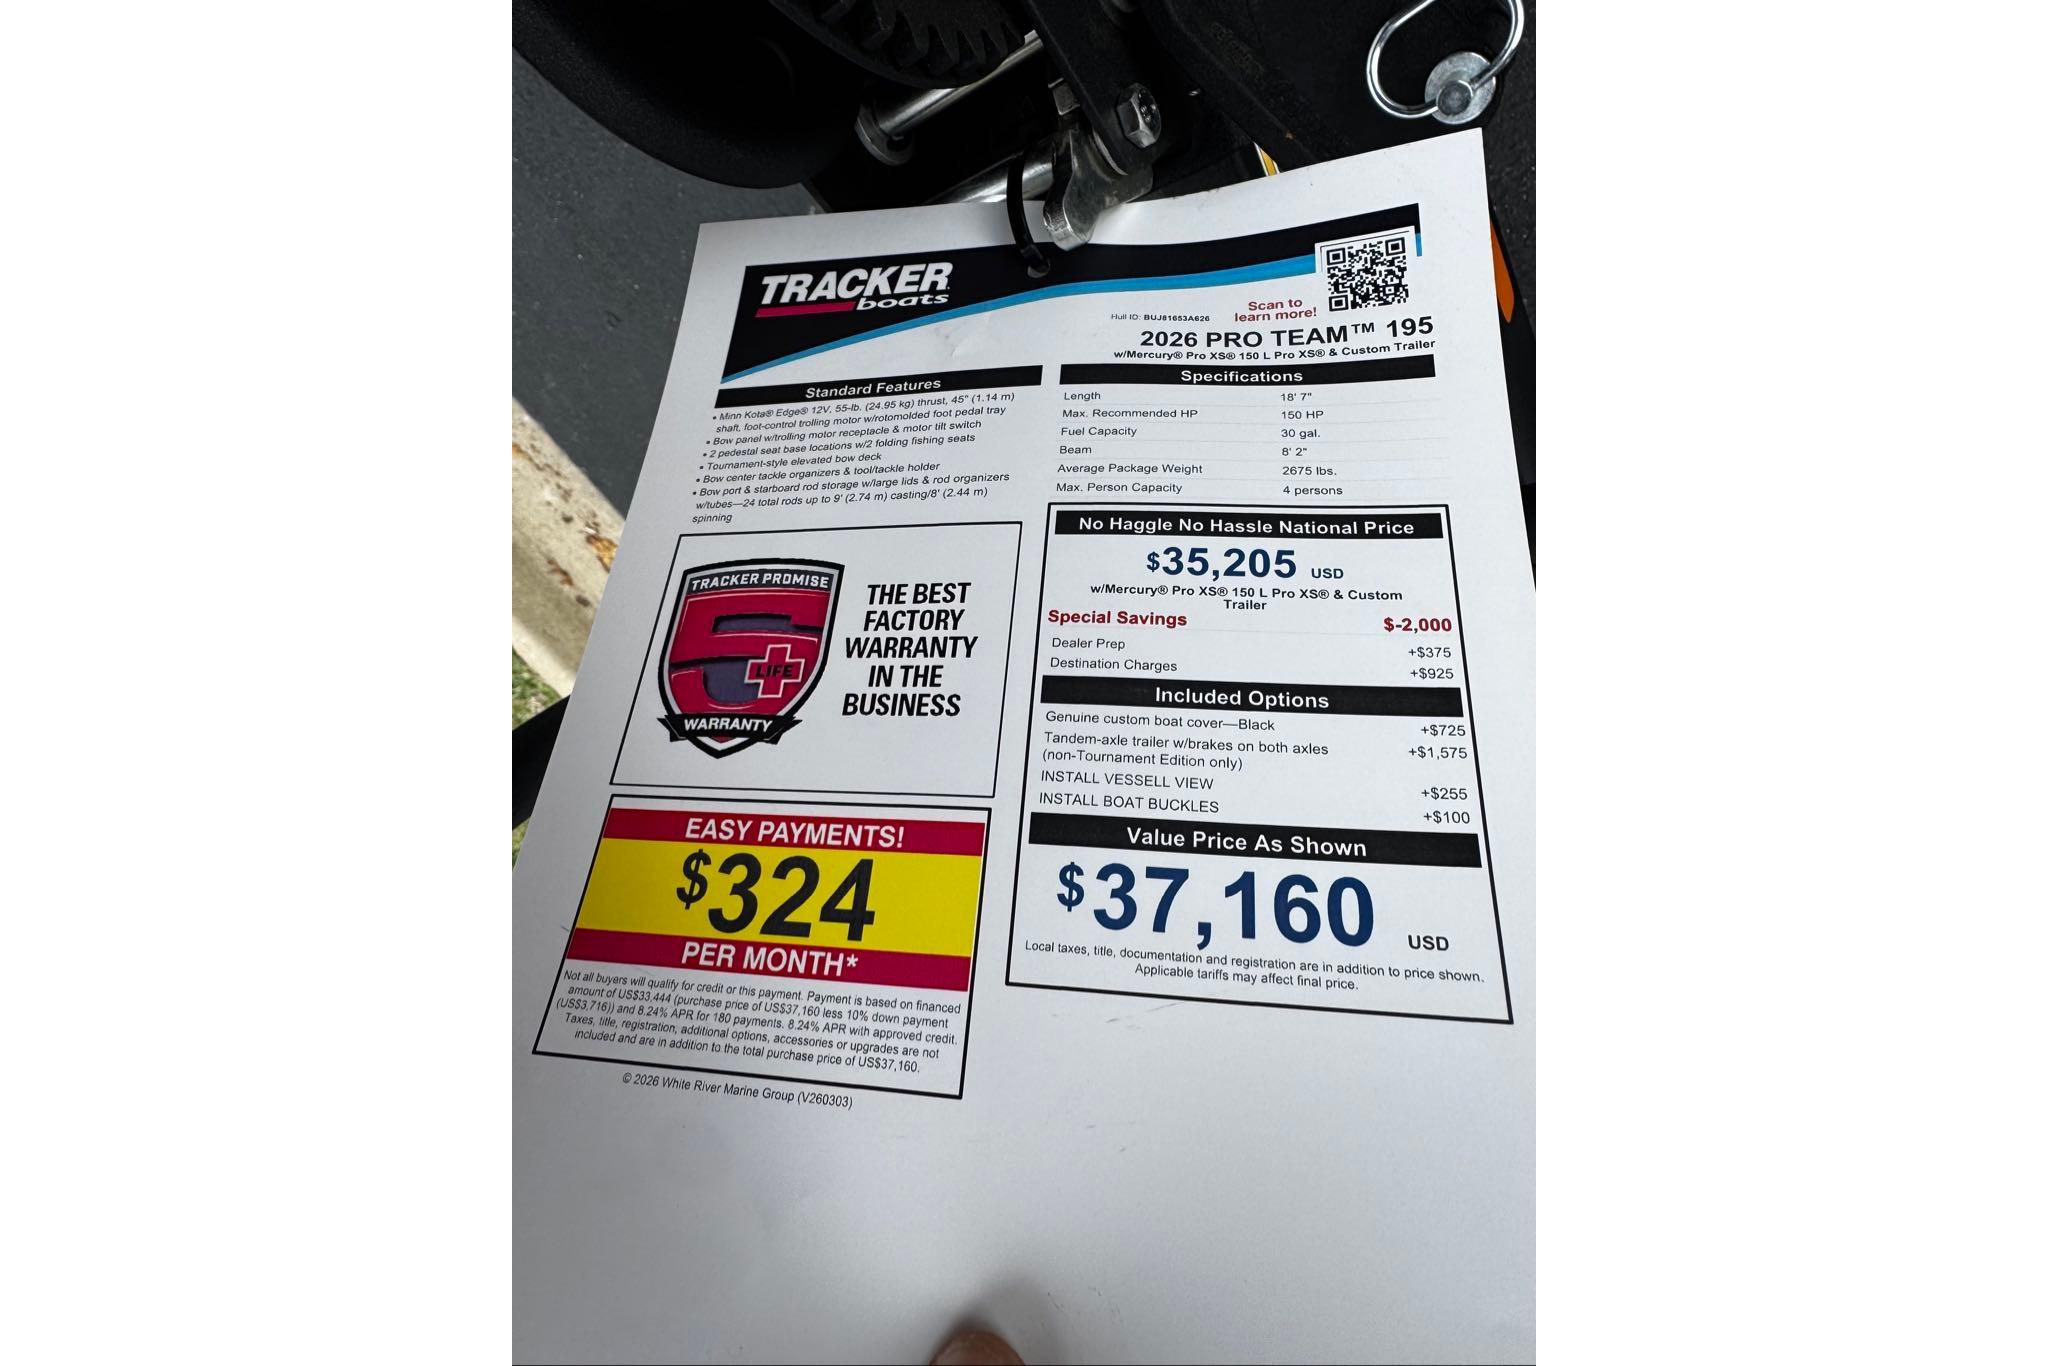 TRACKER
boats
Scan to
learn more!
Hull ID: BUJ81653A626
2026 PRO TEAM™ 195
w/Mercury® Pro XS® 150 L Pro XS® & Custom Trailer
Standard Features
• Minn Kota® Edge® 12V, 55-lb. (24.95 kg) thrust, 45" (1.14 m)
shaft, foot-control trolling motor w/rotomolded foot pedal tray
• Bow panel w/trolling motor receptacle & motor tilt switch
• 2 pedestal seat base locations w/2 folding fishing seats
• Tournament-style elevated bow deck
• Bow center tackle organizers & tool/tackle holder
• Bow port & starboard rod storage w/large lids & rod organizers
w/tubes—24 total rods up to 9' (2.74 m) casting/8' (2.44 m)
spinning
Specifications
Length 18' 7"
Max. Recommended HP 150 HP
Fuel Capacity 30 gal.
Beam 8' 2"
Average Package Weight 2675 lbs.
Max. Person Capacity 4 persons
TRACKER PROMISE
5
LIFE
WARRANTY
THE BEST
FACTORY
WARRANTY
IN THE
BUSINESS
No Haggle No Hassle National Price
$35,205 USD
w/Mercury® Pro XS® 150 L Pro XS® & Custom
Trailer
Special Savings $-2,000
Dealer Prep +$375
Destination Charges +$925
Included Options
Genuine custom boat cover—Black +$725
Tandem-axle trailer w/brakes on both axles +$1,575
(non-Tournament Edition only)
INSTALL VESSELL VIEW +$255
INSTALL BOAT BUCKLES +$100
Value Price As Shown
$37,160 USD
Local taxes, title, documentation and registration are in addition to price shown.
Applicable tariffs may affect final price.
EASY PAYMENTS!
$324
PER MONTH*
Not all buyers will qualify for credit or this payment. Payment is based on financed
amount of US$33,444 (purchase price of US$37,160 less 10% down payment
(US$3,716)) and 8.24% APR for 180 payments. 8.24% APR with approved credit.
Taxes, title, registration, additional options, accessories or upgrades are not
included and are in addition to the total purchase price of US$37,160.
© 2026 White River Marine Group (V260303)